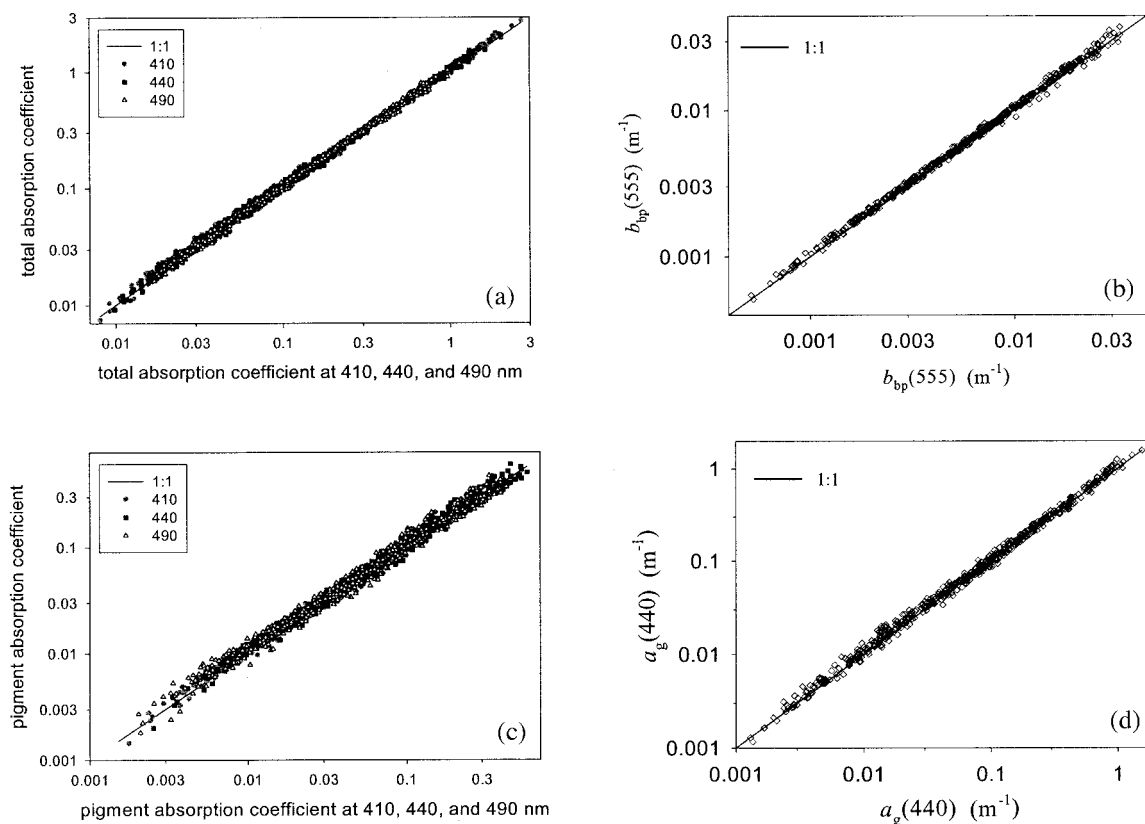 3
1
0.3
0.1
0.03
0.01
total absorption coefficient
1:1
410
440
490
(a)
0.01 0.03 0.1 0.3 1 3
total absorption coefficient at 410, 440, and 490 nm
0.03
0.01
0.003
0.001
b_bp(555) (m⁻¹)
1:1
(b)
0.001 0.003 0.01 0.03
b_bp(555) (m⁻¹)
0.3
0.1
0.03
0.01
0.003
0.001
pigment absorption coefficient
1:1
410
440
490
(c)
0.001 0.003 0.01 0.03 0.1 0.3
pigment absorption coefficient at 410, 440, and 490 nm
1
0.1
0.01
0.001
a_g(440) (m⁻¹)
1:1
(d)
0.001 0.01 0.1 1
a_g(440) (m⁻¹)